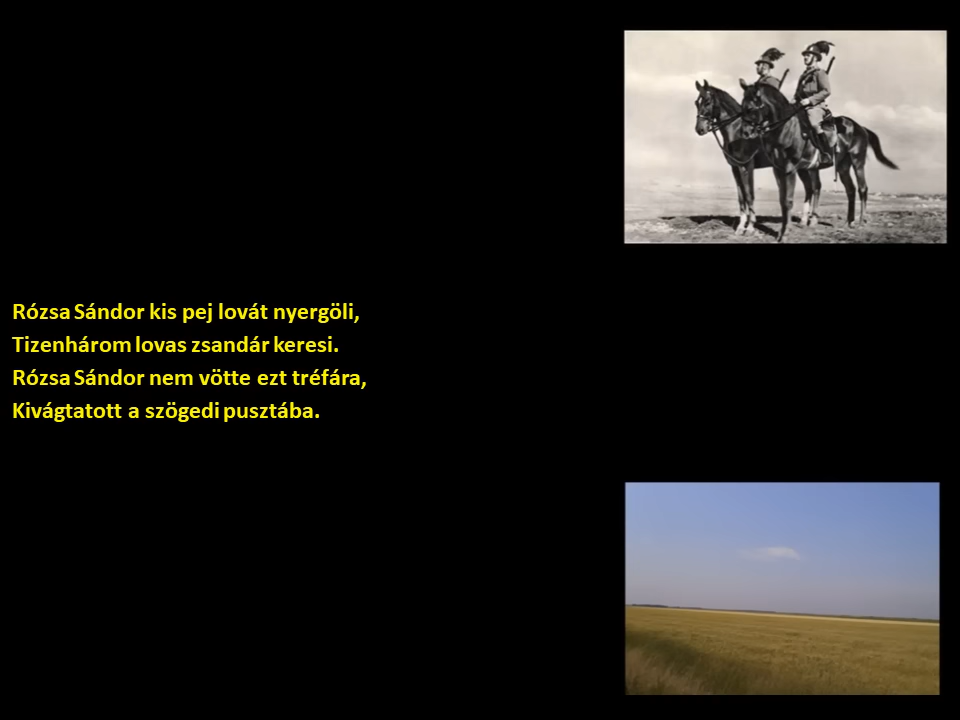 Rózsa Sándor kis pej lovát nyergöli,
Tizenhárom lovas zsandár keresi.
Rózsa Sándor nem vötte ezt tréfára,
Kivágtatott a szögedi pusztába.